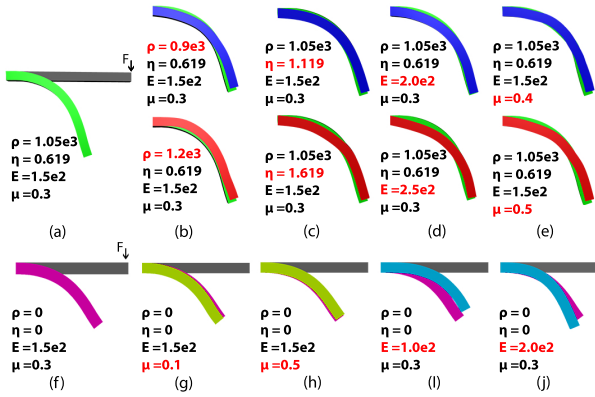 F
ρ = 1.05e3
η = 0.619
E =1.5e2
μ =0.3
(a)
ρ = 0.9e3
η = 0.619
E =1.5e2
μ =0.3
ρ = 1.2e3
η = 0.619
E =1.5e2
μ =0.3
(b)
ρ = 1.05e3
η = 1.119
E =1.5e2
μ =0.3
ρ = 1.05e3
η = 1.619
E =1.5e2
μ =0.3
(c)
ρ = 1.05e3
η = 0.619
E =2.0e2
μ =0.3
ρ = 1.05e3
η = 0.619
E =2.5e2
μ =0.3
(d)
ρ = 1.05e3
η = 0.619
E =1.5e2
μ =0.4
ρ = 1.05e3
η = 0.619
E =1.5e2
μ =0.5
(e)
F
ρ = 0
η = 0
E =1.5e2
μ =0.3
(f)
ρ = 0
η = 0
E =1.5e2
μ =0.1
(g)
ρ = 0
η = 0
E =1.5e2
μ =0.5
(h)
ρ = 0
η = 0
E =1.0e2
μ =0.3
(l)
ρ = 0
η = 0
E =2.0e2
μ =0.3
(j)